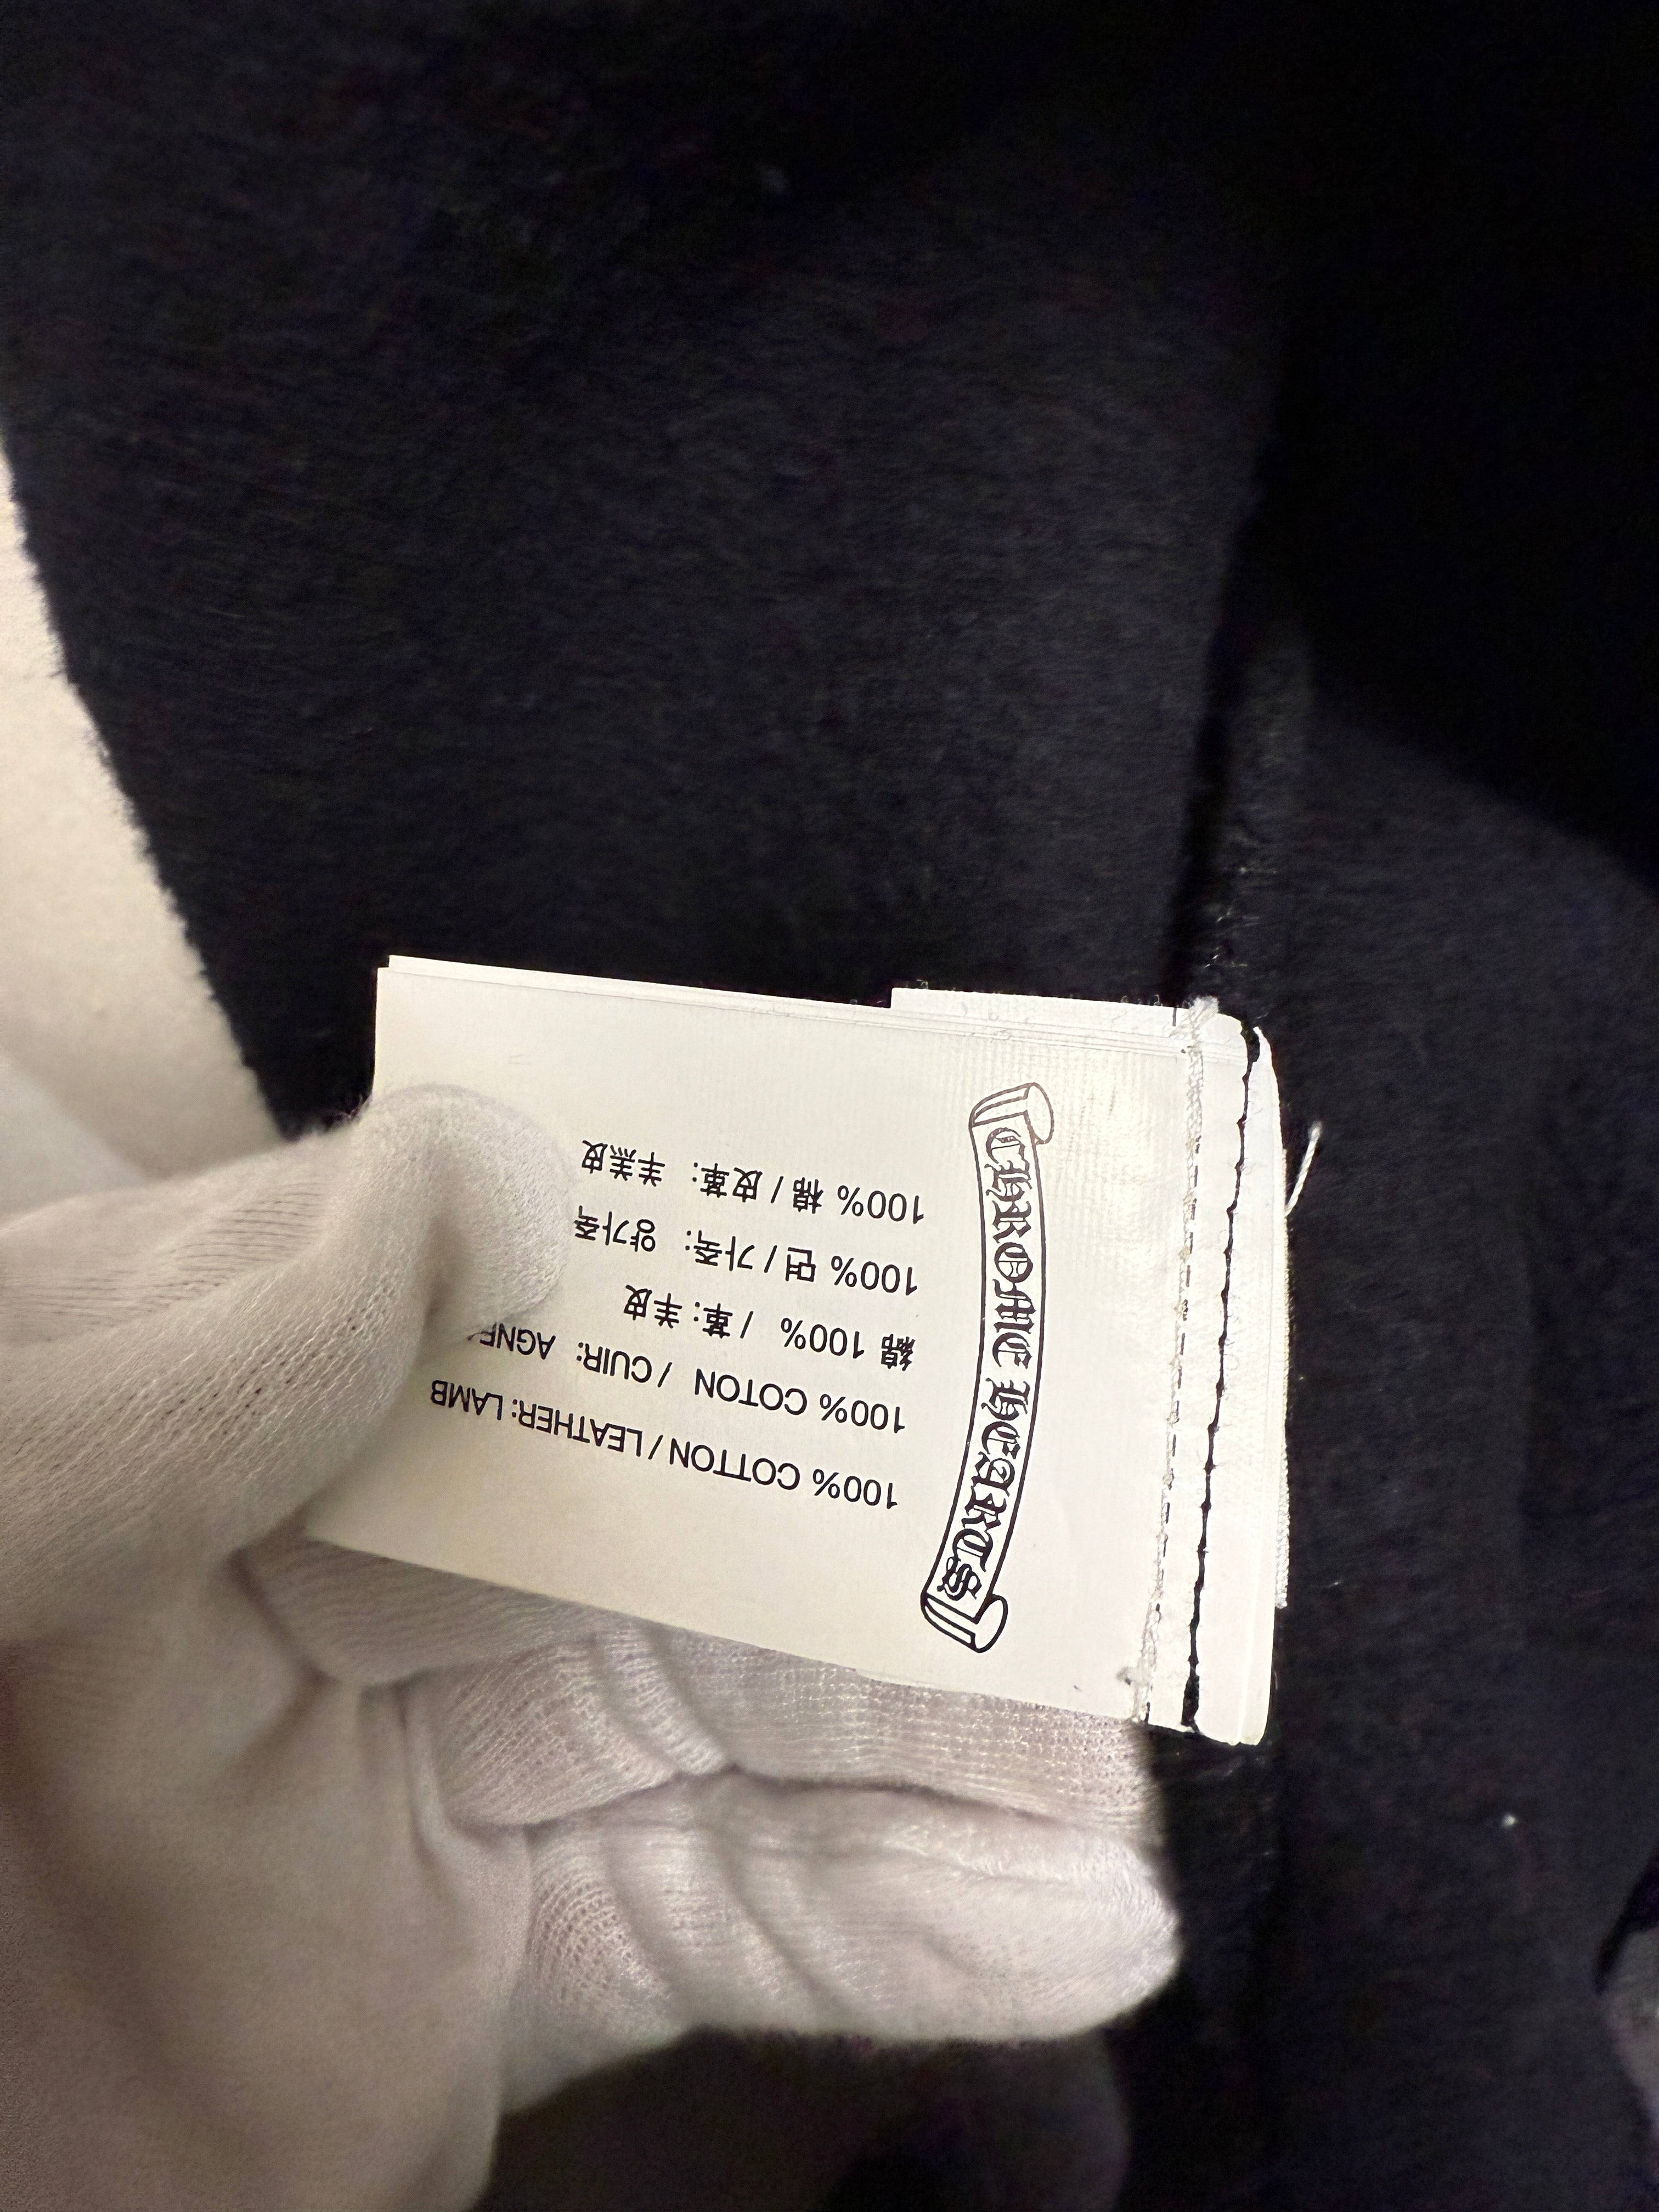 CHROME HEARTS
100% COTTON / LEATHER: LAMB
100% COTON / CUIR: AGNE
綿 100% / 革: 羊皮
100% 면 / 가죽: 양가죽
100% 棉 / 皮革: 羊羔皮